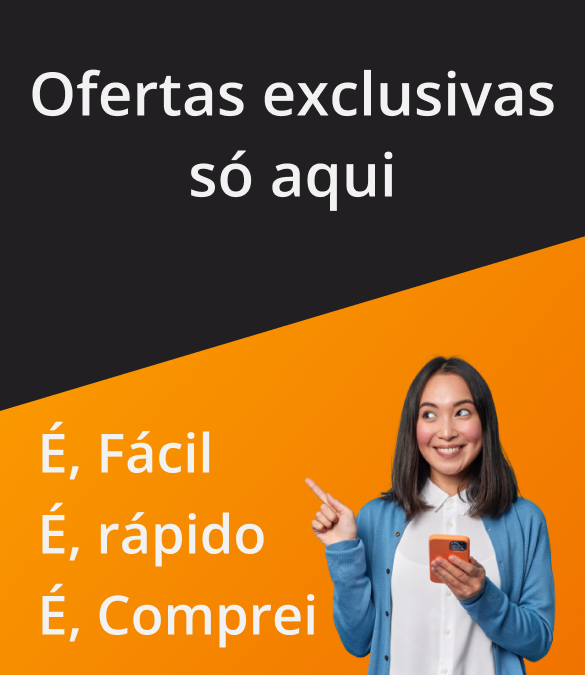 Ofertas exclusivas
só aqui
É, Fácil
É, rápido
É, Comprei